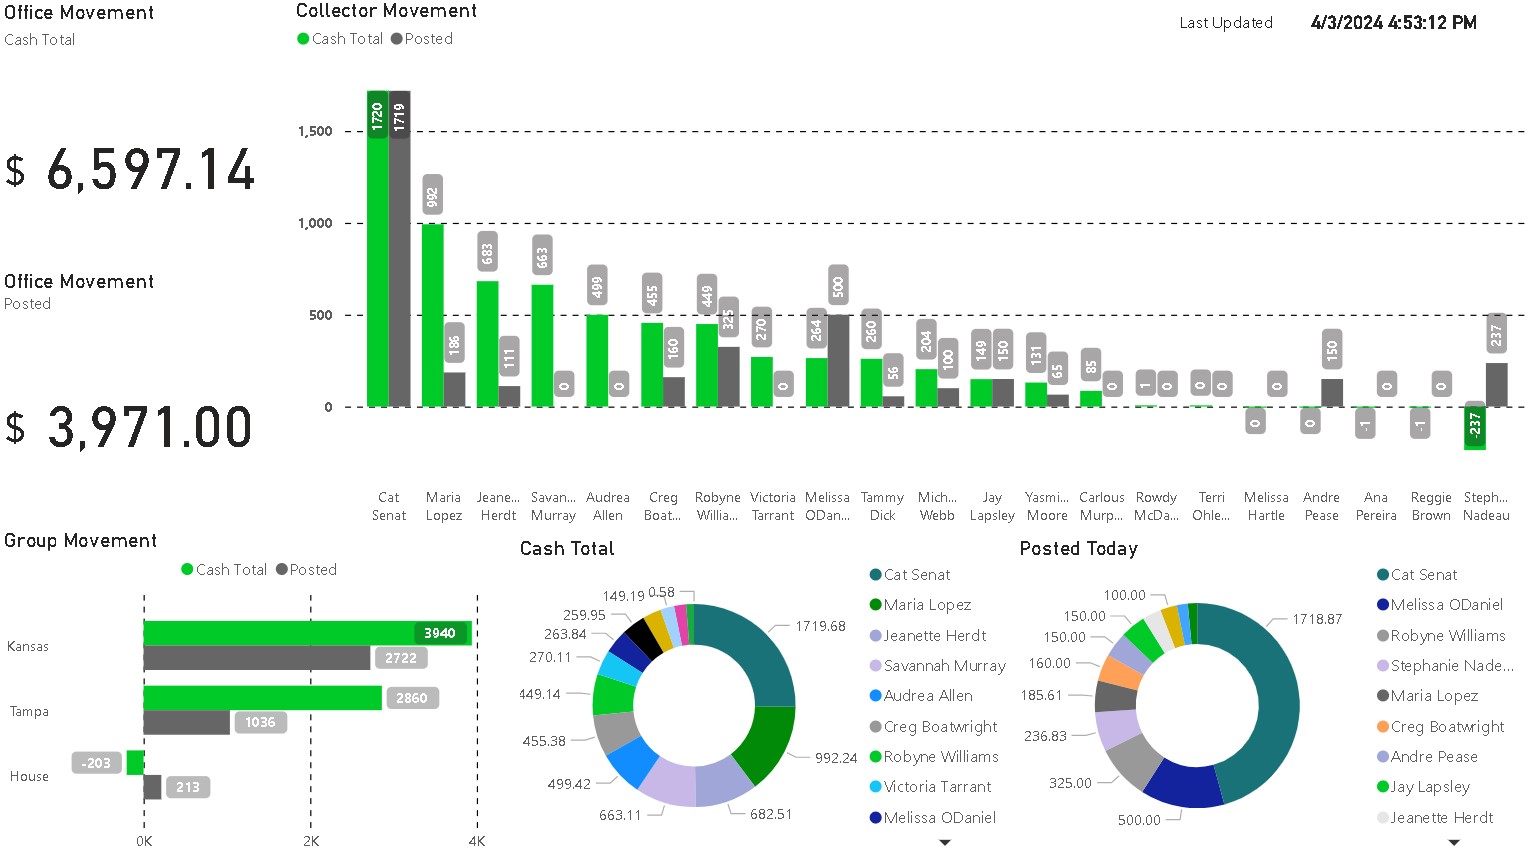 Office Movement
Cash Total
$ 6,597.14
Office Movement
Posted
$ 3,971.00
Collector Movement
Cash Total Posted
Last Updated 4/3/2024 4:53:12 PM
1,500
1,000
500
0
1720 1719
992 186
683 111
663 0
499 0
455 160
449 325
270 0
264 500
260 56
204 100
149 150
131 65
85 0
1 0
0 0
0 0
0 150
-1 0
-1 0
-237 237
Cat Senat
Maria Lopez
Jeane... Herdt
Savan... Murray
Audrea Allen
Creg Boat...
Robyne Willia...
Victoria Tarrant
Melissa ODan...
Tammy Dick
Mich... Webb
Jay Lapsley
Yasmi... Moore
Carlous Murp...
Rowdy McDa...
Terri Ohle...
Melissa Hartle
Andre Pease
Ana Pereira
Reggie Brown
Steph... Nadeau
Group Movement
Cash Total Posted
Kansas 3940 2722
Tampa 2860 1036
House -203 213
0K 2K 4K
Cash Total
0.58
149.19
259.95
263.84
270.11
449.14
455.38
499.42
663.11
682.51
992.24
1719.68
Cat Senat
Maria Lopez
Jeanette Herdt
Savannah Murray
Audrea Allen
Creg Boatwright
Robyne Williams
Victoria Tarrant
Melissa ODaniel
Posted Today
100.00
150.00
150.00
160.00
185.61
236.83
325.00
500.00
1718.87
Cat Senat
Melissa ODaniel
Robyne Williams
Stephanie Nade...
Maria Lopez
Creg Boatwright
Andre Pease
Jay Lapsley
Jeanette Herdt